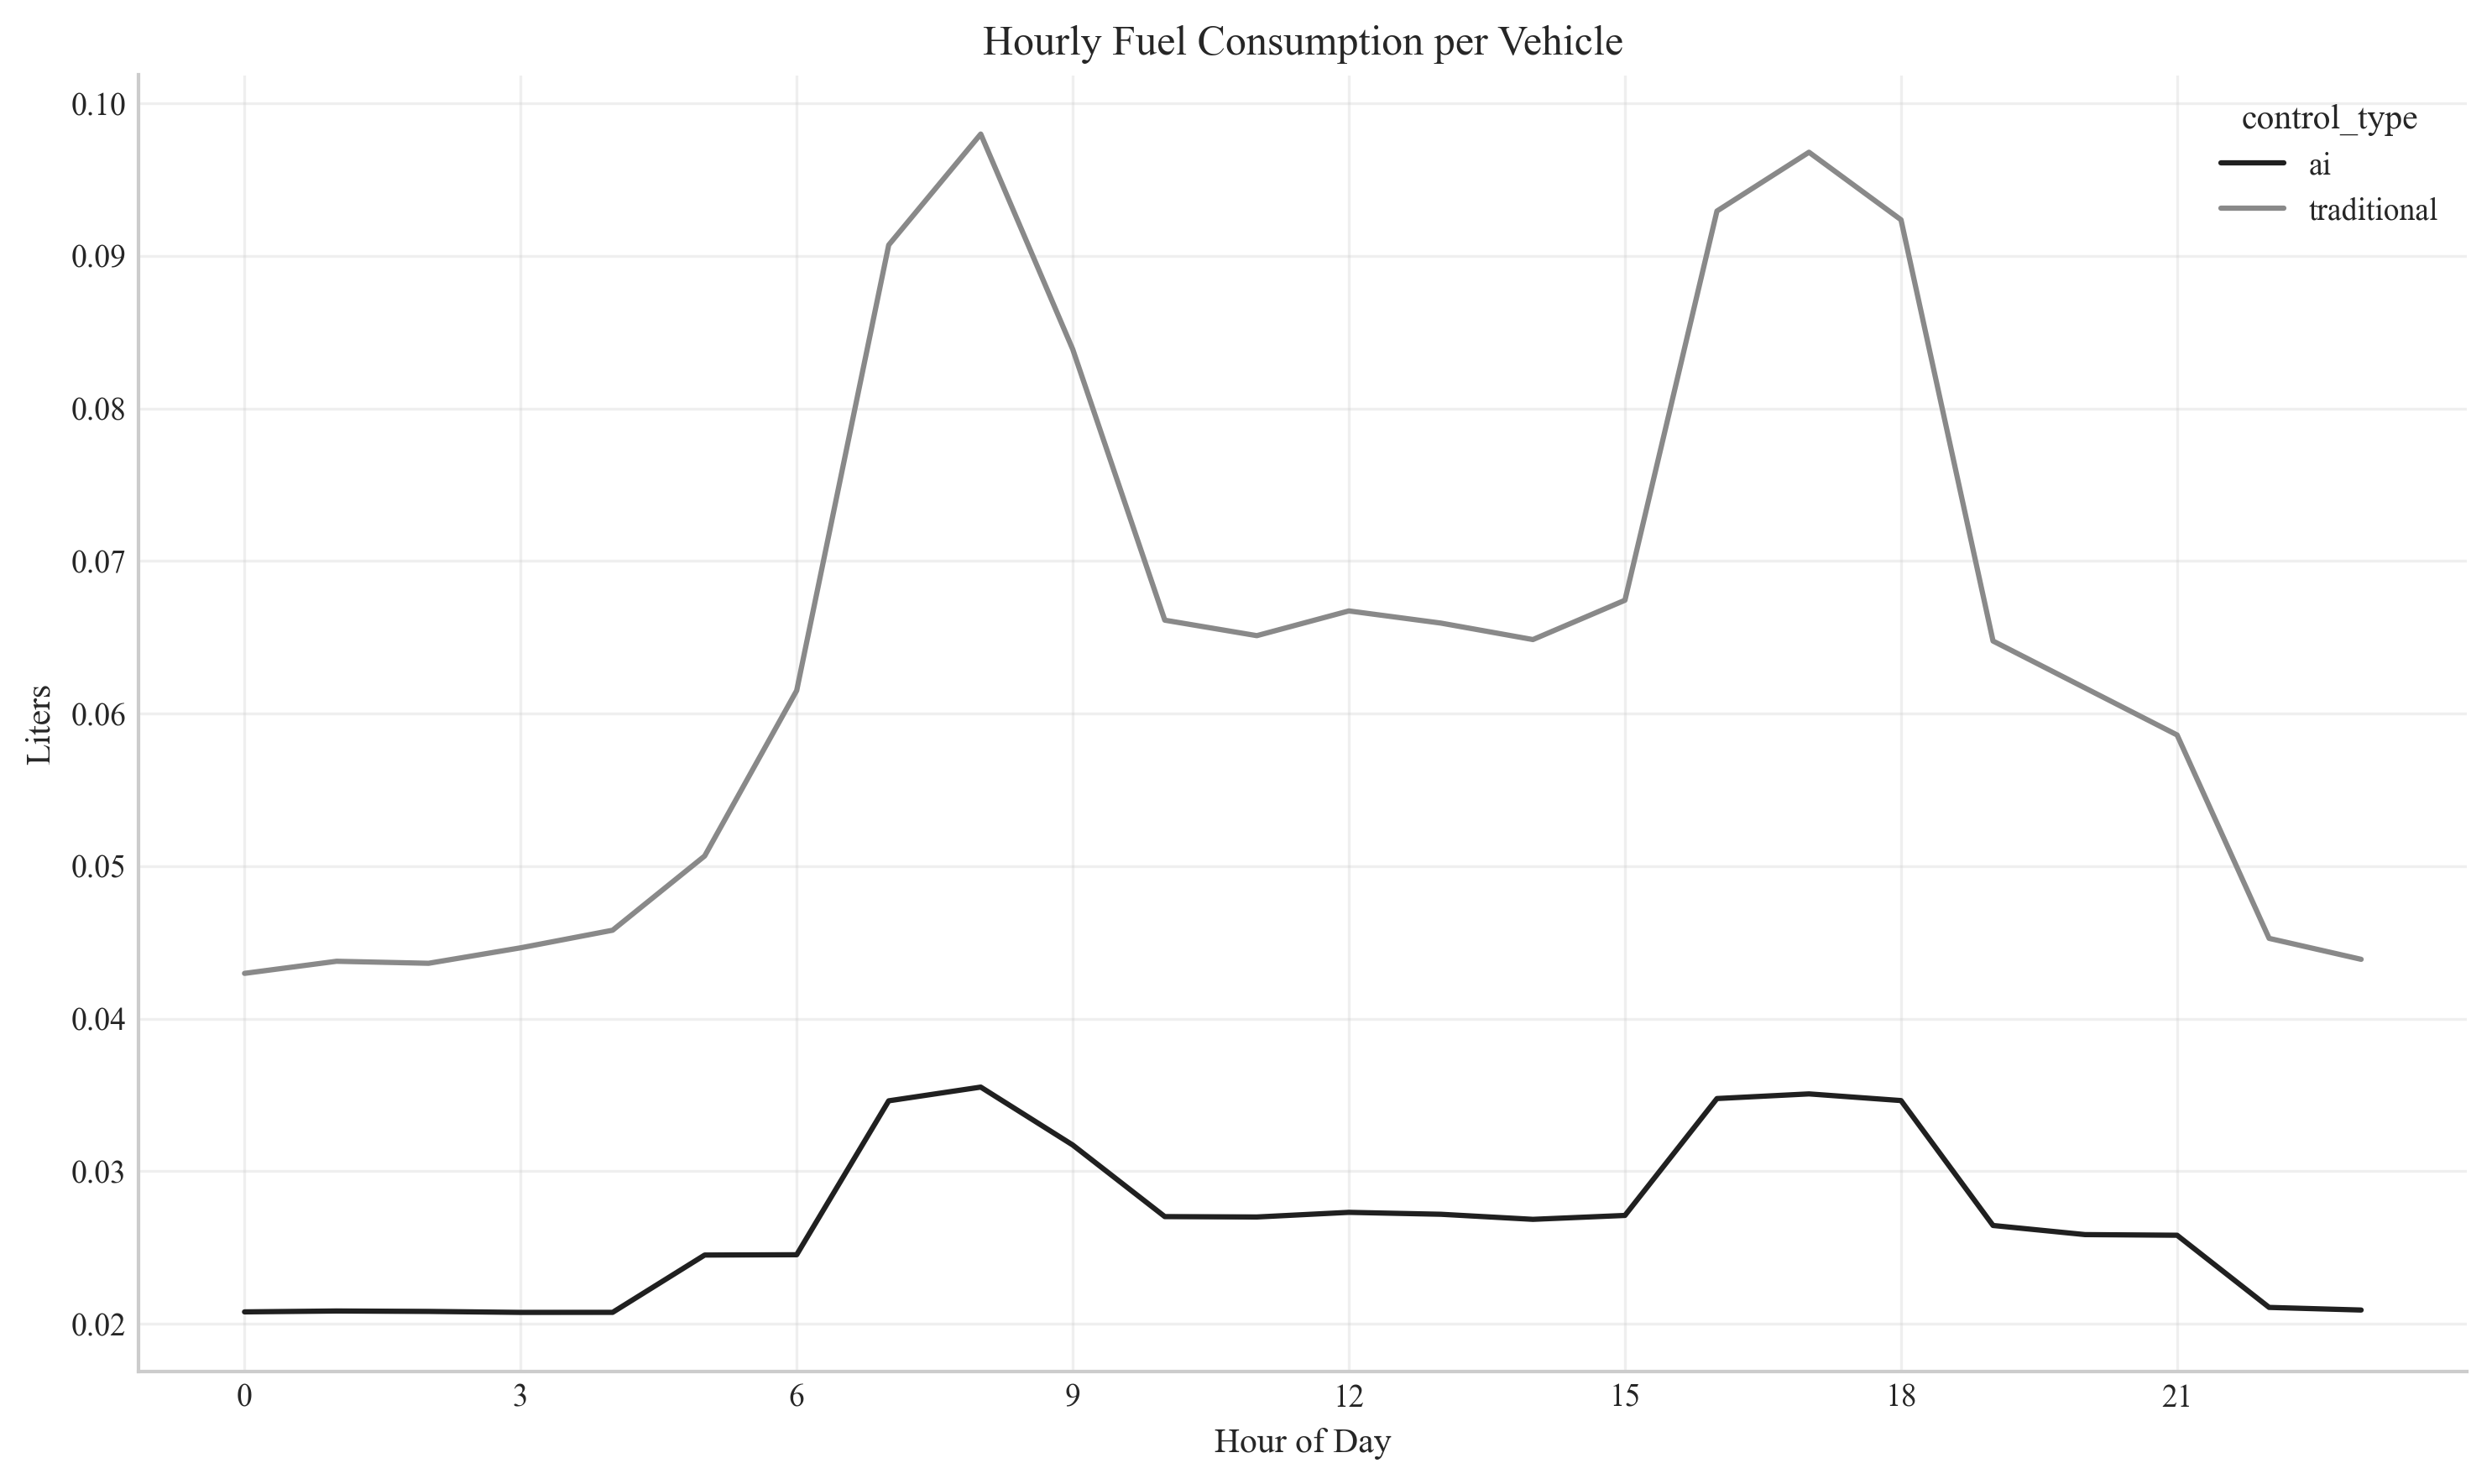 Hourly Fuel Consumption per Vehicle
control_type
ai
traditional
Liters
0.10
0.09
0.08
0.07
0.06
0.05
0.04
0.03
0.02
0 3 6 9 12 15 18 21
Hour of Day